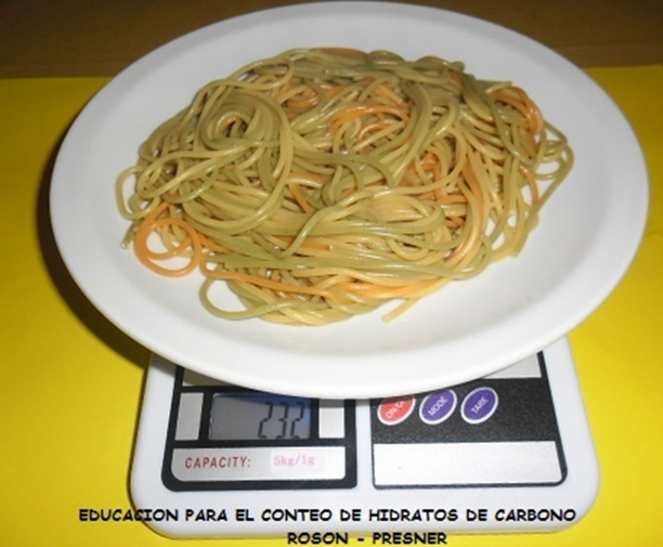 ON/OFF MODE TARE
232
CAPACITY: 5kg/1g
EDUCACION PARA EL CONTEO DE HIDRATOS DE CARBONO
ROSON - PRESNER